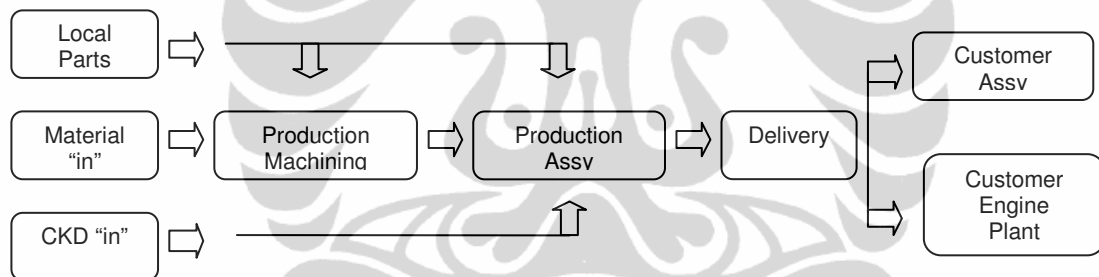 Local
Parts
Material
“in”
CKD “in”
Production
Machining
Production
Assy
Delivery
Customer
Assy
Customer
Engine
Plant